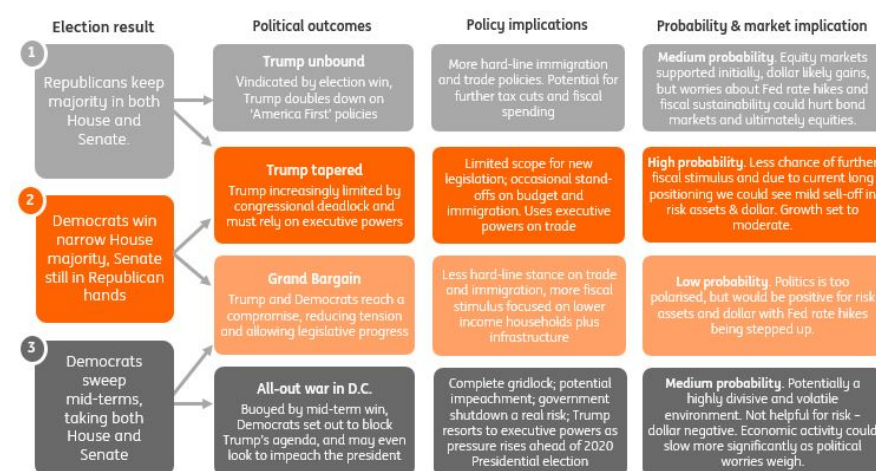 Election result
Political outcomes
Policy implications
Probability & market implication
1
Republicans keep
majority in both
House and
Senate.
Trump unbound
Vindicated by election win,
Trump doubles down on
'America First' policies
More hard-line immigration
and trade policies. Potential for
further tax cuts and fiscal
spending
Medium probability. Equity markets
supported initially, dollar likely gains,
but worries about Fed rate hikes and
fiscal sustainability could hurt bond
markets and ultimately equities.
2
Democrats win
narrow House
majority, Senate
still in Republican
hands
Trump tapered
Trump increasingly limited by
congressional deadlock and
must rely on executive powers
Limited scope for new
legislation; occasional stand-
offs on budget and
immigration. Uses executive
powers on trade
High probability. Less chance of further
fiscal stimulus and due to current long
positioning we could see mild sell-off in
risk assets & dollar. Growth set to
moderate.
Grand Bargain
Trump and Democrats reach a
compromise, reducing tension
and allowing legislative progress
Less hard-line stance on trade
and immigration, more fiscal
stimulus focused on lower
income households plus
infrastructure
Low probability. Politics is too
polarised, but would be positive for risk
assets and dollar with Fed rate hikes
being stepped up.
3
Democrats
sweep
mid-terms,
taking both
House and
Senate
All-out war in D.C.
Buoyed by mid-term win,
Democrats set out to block
Trump's agenda, and may even
look to impeach the president
Complete gridlock; potential
impeachment; government
shutdown a real risk; Trump
resorts to executive powers as
pressure rises ahead of 2020
Presidential election
Medium probability. Potentially a
highly divisive and volatile
environment. Not helpful for risk –
dollar negative. Economic activity could
slow more significantly as political
worries weigh.